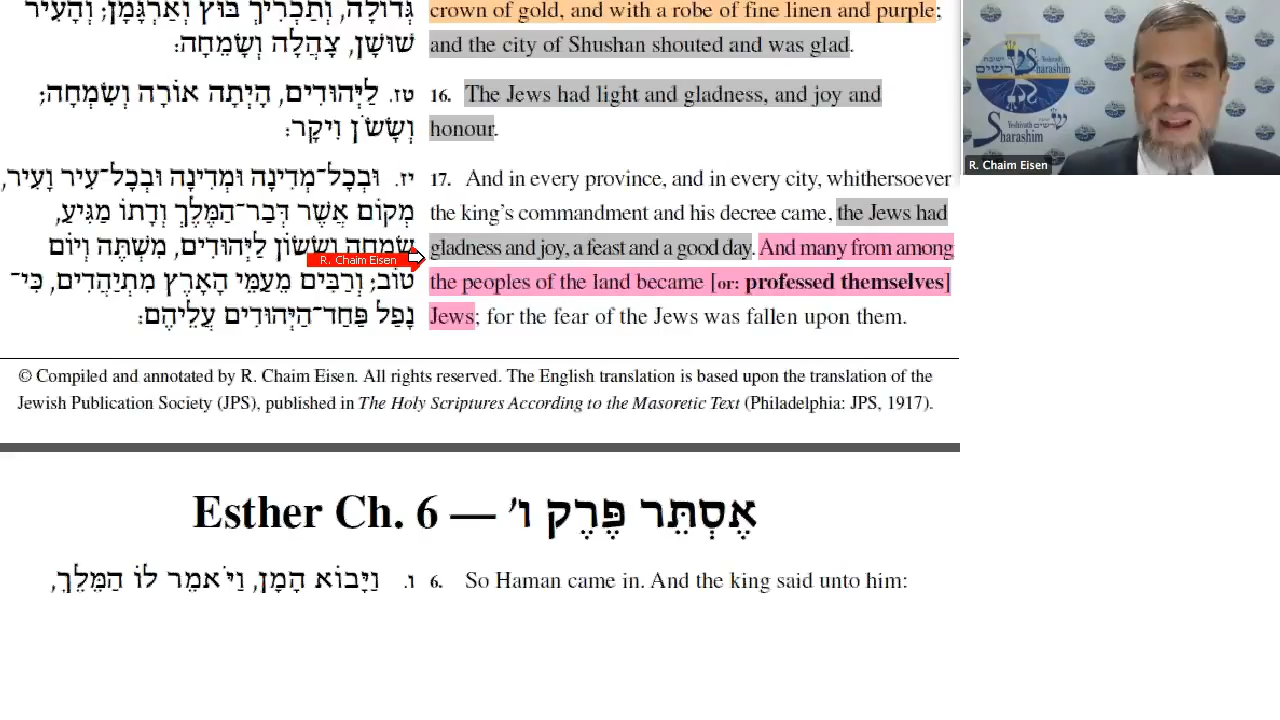 גְּדוֹלָה, וְתַכְרִיךְ בּוּץ וְאַרְגָּמָן; וְהָעִיר
שׁוּשָׁן, צָהֲלָה וְשָׂמֵחָה:
crown of gold, and with a robe of fine linen and purple;
and the city of Shushan shouted and was glad.
טז. לַיְּהוּדִים, הָיְתָה אוֹרָה וְשִׂמְחָה;
וְשָׂשֹׂן וִיקָר:
16. The Jews had light and gladness, and joy and
honour.
יז. וּבְכָל־מְדִינָה וּמְדִינָה וּבְכָל־עִיר וָעִיר,
מְקוֹם אֲשֶׁר דְּבַר־הַמֶּלֶךְ וְדָתוֹ מַגִּיעַ,
שִׂמְחָה וְשָׂשׂוֹן לַיְּהוּדִים, מִשְׁתֶּה וְיוֹם
טוֹב; וְרַבִּים מֵעַמֵּי הָאָרֶץ מִתְיַהֲדִים, כִּי־
נָפַל פַּחַד־הַיְּהוּדִים עֲלֵיהֶם:
17. And in every province, and in every city, whithersoever
the king's commandment and his decree came, the Jews had
gladness and joy, a feast and a good day. And many from among
the peoples of the land became [or: professed themselves]
Jews; for the fear of the Jews was fallen upon them.
R. Chaim Eisen
© Compiled and annotated by R. Chaim Eisen. All rights reserved. The English translation is based upon the translation of the
Jewish Publication Society (JPS), published in The Holy Scriptures According to the Masoretic Text (Philadelphia: JPS, 1917).
Esther Ch. 6 — אֶסְתֵּר פֶּרֶק ו׳
ו. וַיָּבוֹא הָמָן, וַיֹּאמֶר לוֹ הַמֶּלֶךְ,
6. So Haman came in. And the king said unto him:
Yeshivath
Sharashim
Yeshivath
Sharashim
R. Chaim Eisen